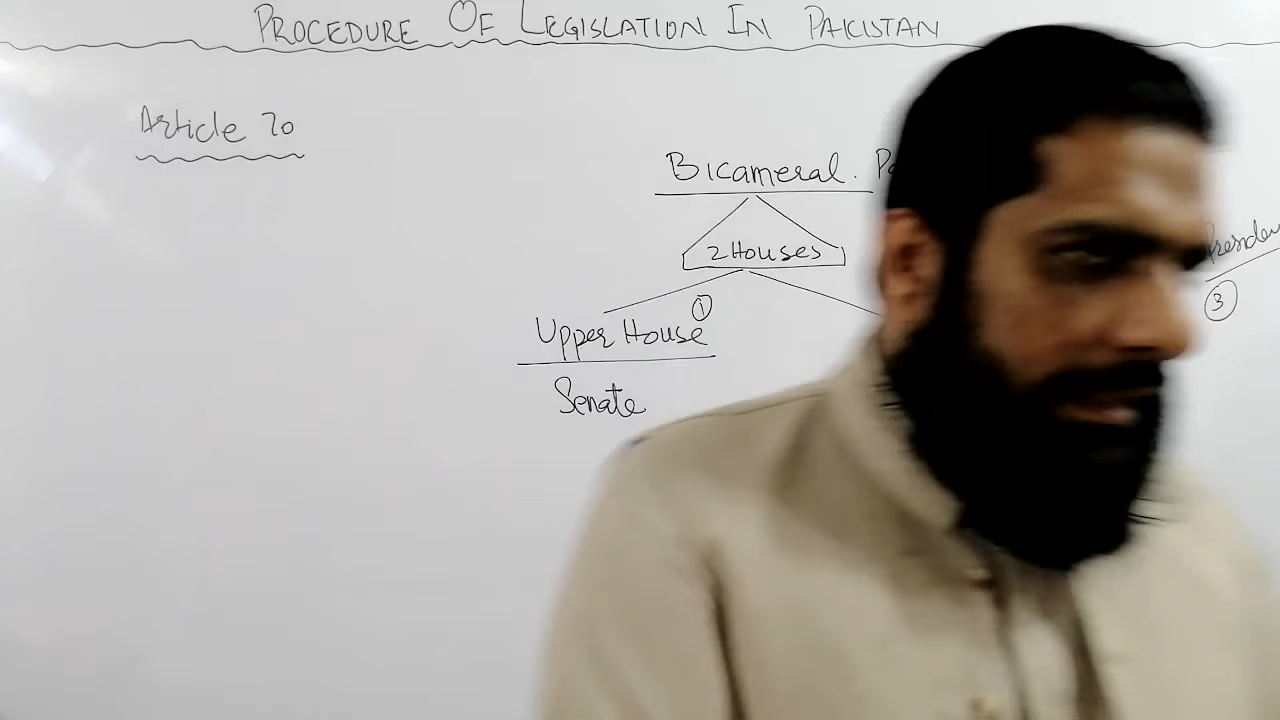 PROCEDURE OF LEGISLATION IN PAKISTAN
Article 70
Bicameral.
2 Houses
①
Upper House
Senate
③